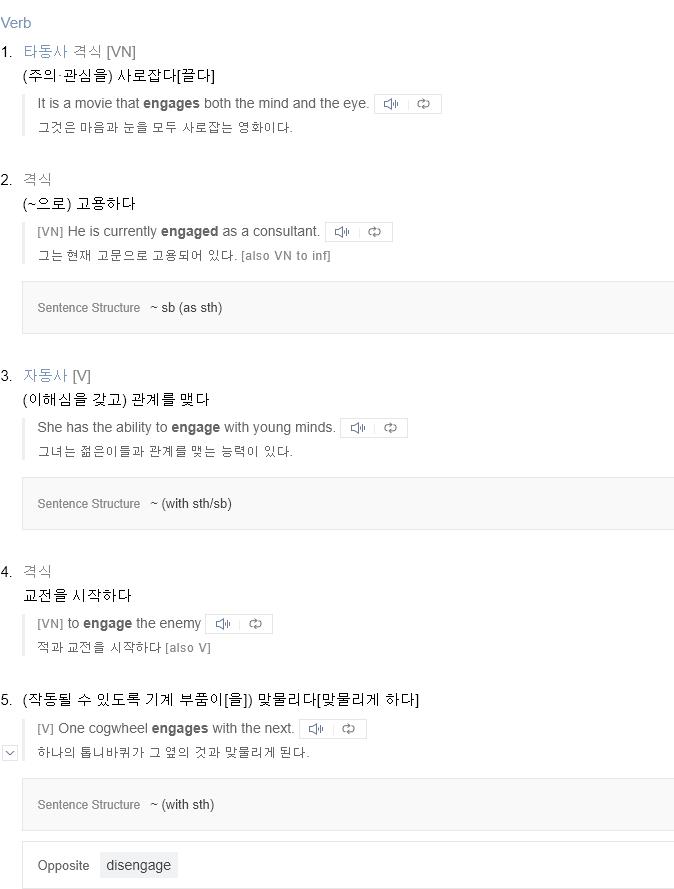 Verb
1. 타동사 격식 [VN]
(주의·관심을) 사로잡다[끌다]
It is a movie that engages both the mind and the eye.
그것은 마음과 눈을 모두 사로잡는 영화이다.
2. 격식
(~으로) 고용하다
[VN] He is currently engaged as a consultant.
그는 현재 고문으로 고용되어 있다. [also VN to inf]
Sentence Structure ~ sb (as sth)
3. 자동사 [V]
(이해심을 갖고) 관계를 맺다
She has the ability to engage with young minds.
그녀는 젊은이들과 관계를 맺는 능력이 있다.
Sentence Structure ~ (with sth/sb)
4. 격식
교전을 시작하다
[VN] to engage the enemy
적과 교전을 시작하다 [also V]
5. (작동될 수 있도록 기계 부품이[을]) 맞물리다[맞물리게 하다]
[V] One cogwheel engages with the next.
하나의 톱니바퀴가 그 옆의 것과 맞물리게 된다.
Sentence Structure ~ (with sth)
Opposite disengage